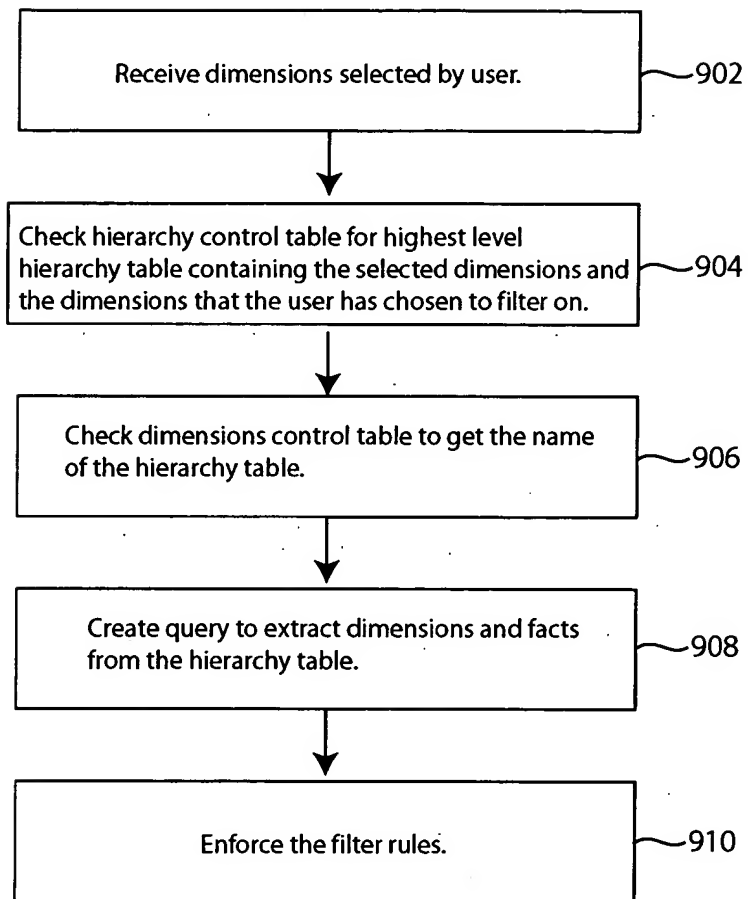 Receive dimensions selected by user.
902
Check hierarchy control table for highest level
hierarchy table containing the selected dimensions and
the dimensions that the user has chosen to filter on.
904
Check dimensions control table to get the name
of the hierarchy table.
906
Create query to extract dimensions and facts
from the hierarchy table.
908
Enforce the filter rules.
910